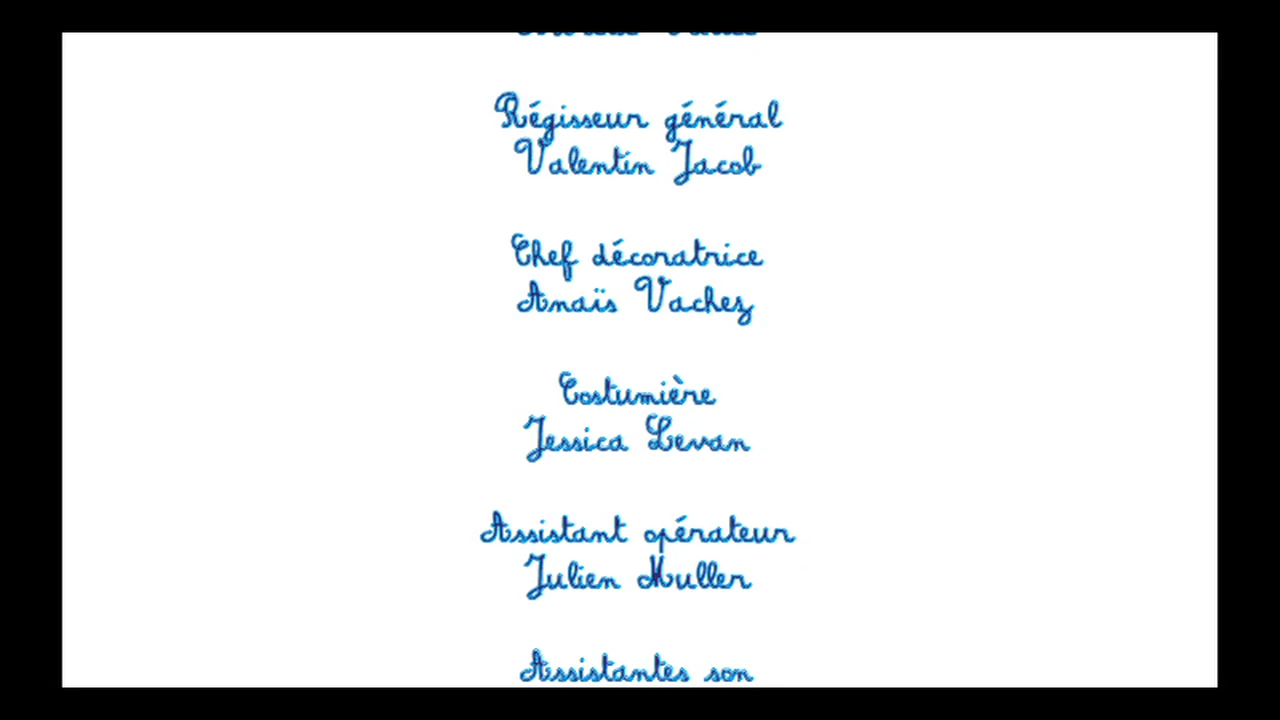 Régisseur général
Valentin Jacob
Chef décoratrice
Anaïs Vachez
Costumière
Jessica Levan
Assistant opérateur
Julien Muller
Assistantes son